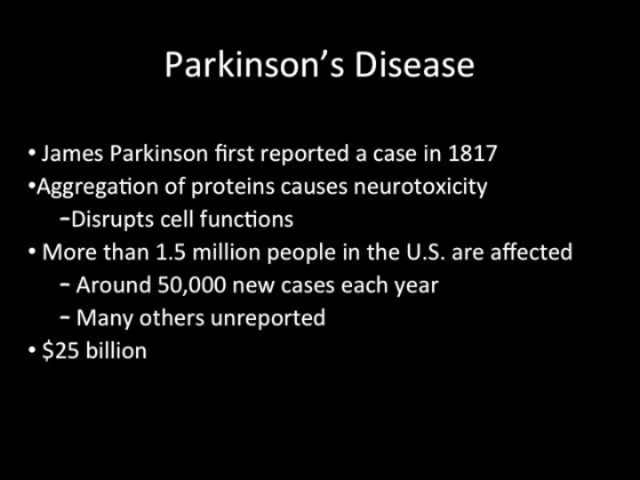 Parkinson's Disease
• James Parkinson first reported a case in 1817
•Aggregation of proteins causes neurotoxicity
–Disrupts cell functions
• More than 1.5 million people in the U.S. are affected
– Around 50,000 new cases each year
– Many others unreported
• $25 billion